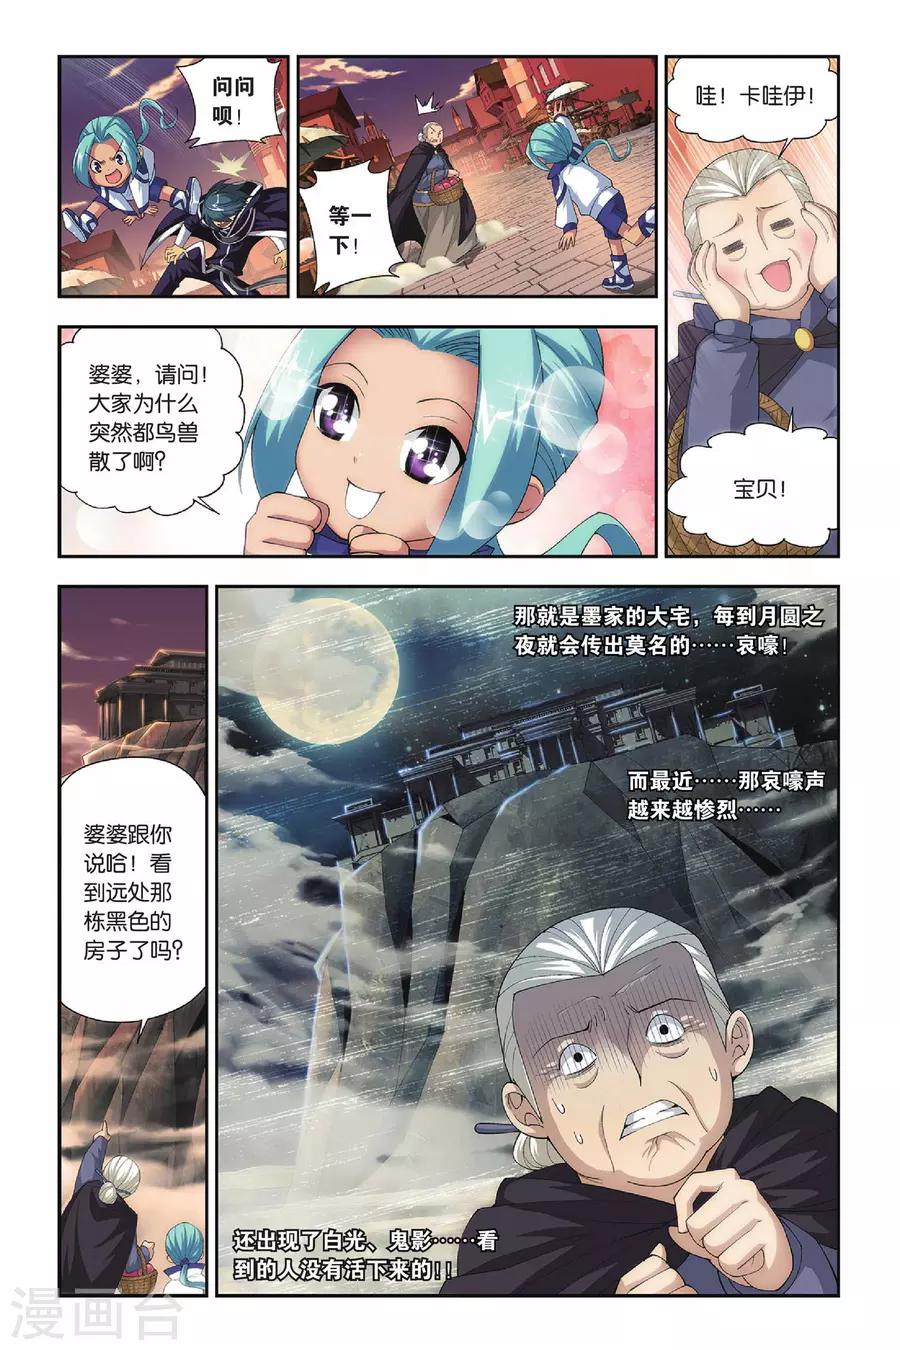 问问
呗！
等一
下！
哇！卡哇伊！
宝贝！
婆婆，请问！
大家为什么
突然都鸟兽
散了啊？
婆婆跟你
说哈！看
到远处那
栋黑色的
房子了吗？
那就是墨家的大宅，每到月圆之
夜就会传出莫名的……哀嚎！
而最近……那哀嚎声
越来越惨烈……
还出现了白光、鬼影……看
到的人没有活下来的！！
漫画台